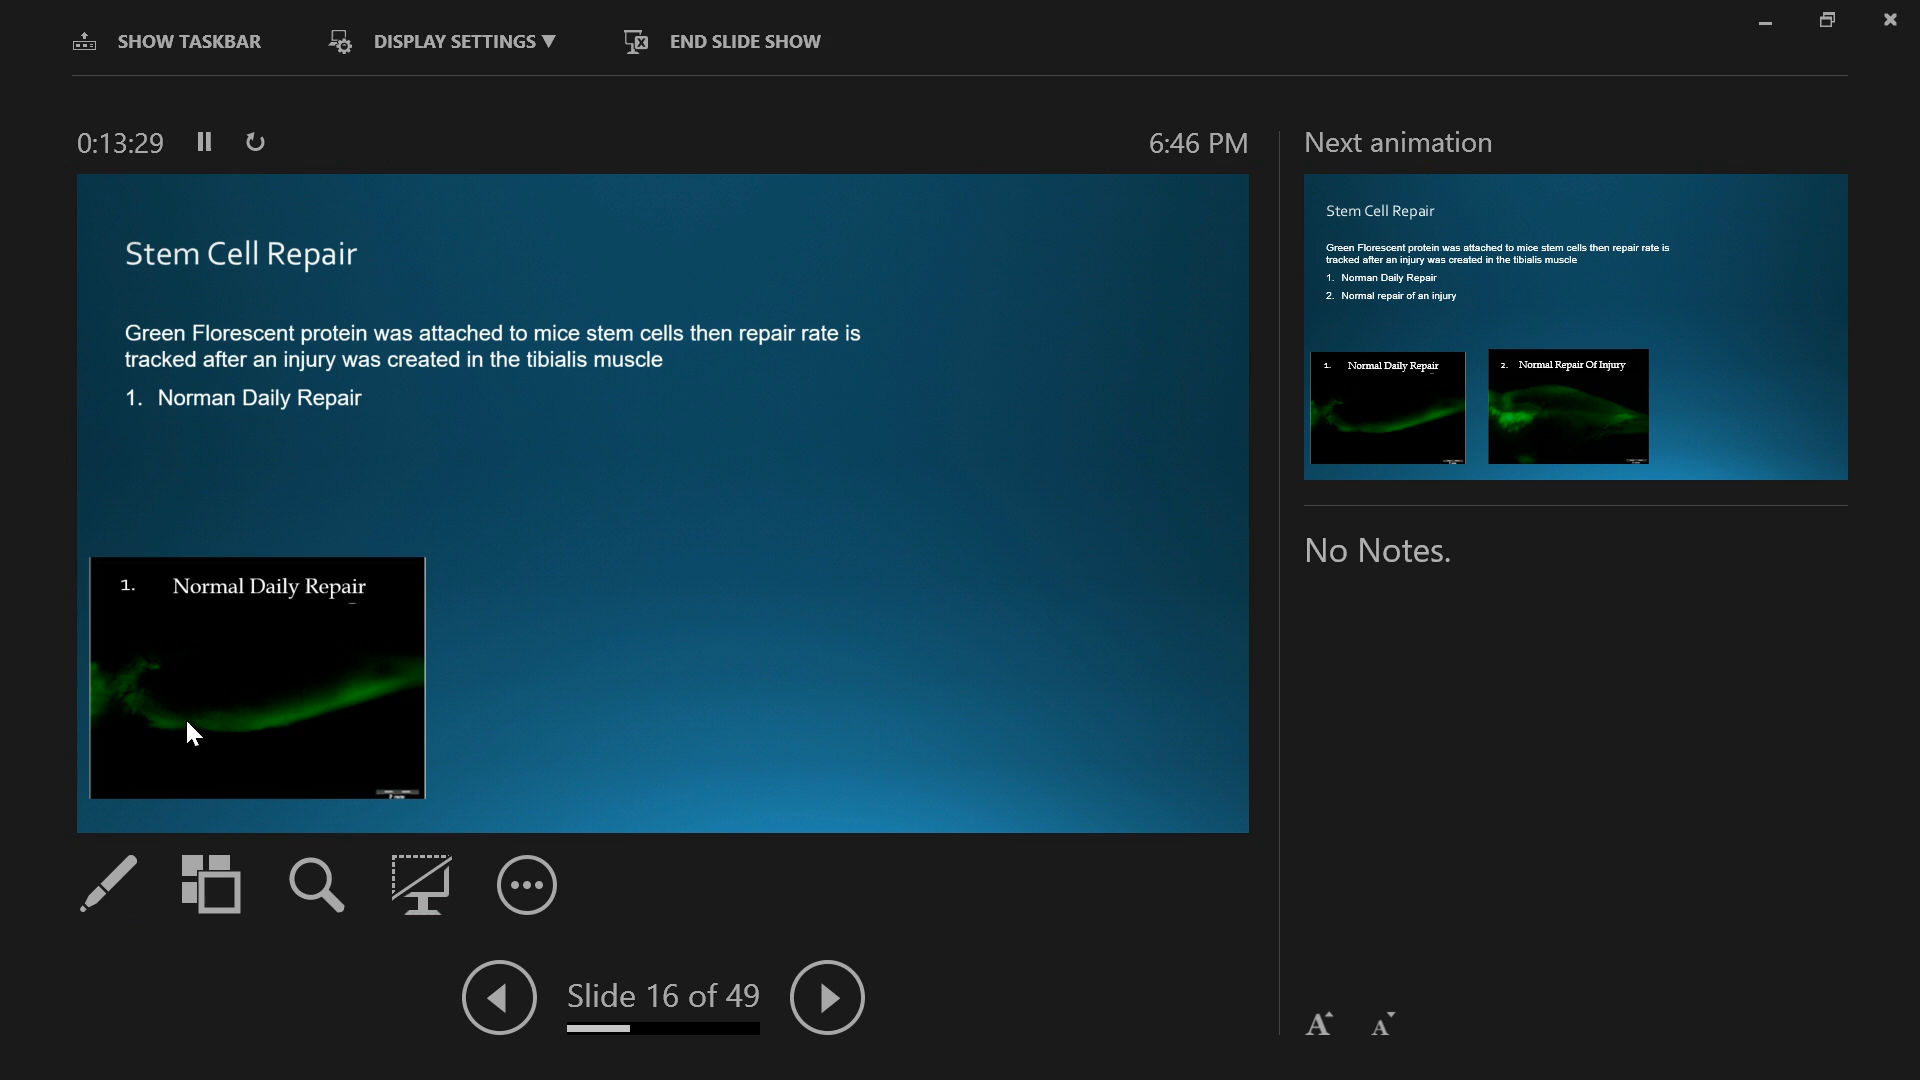 SHOW TASKBAR
DISPLAY SETTINGS ▼
END SLIDE SHOW
0:13:29
6:46 PM
Stem Cell Repair
Green Florescent protein was attached to mice stem cells then repair rate is
tracked after an injury was created in the tibialis muscle
1. Norman Daily Repair
1. Normal Daily Repair
Slide 16 of 49
Next animation
Stem Cell Repair
Green Florescent protein was attached to mice stem cells then repair rate is
tracked after an injury was created in the tibialis muscle
1. Norman Daily Repair
2. Normal repair of an injury
1. Normal Daily Repair
2. Normal Repair Of Injury
No Notes.
A A